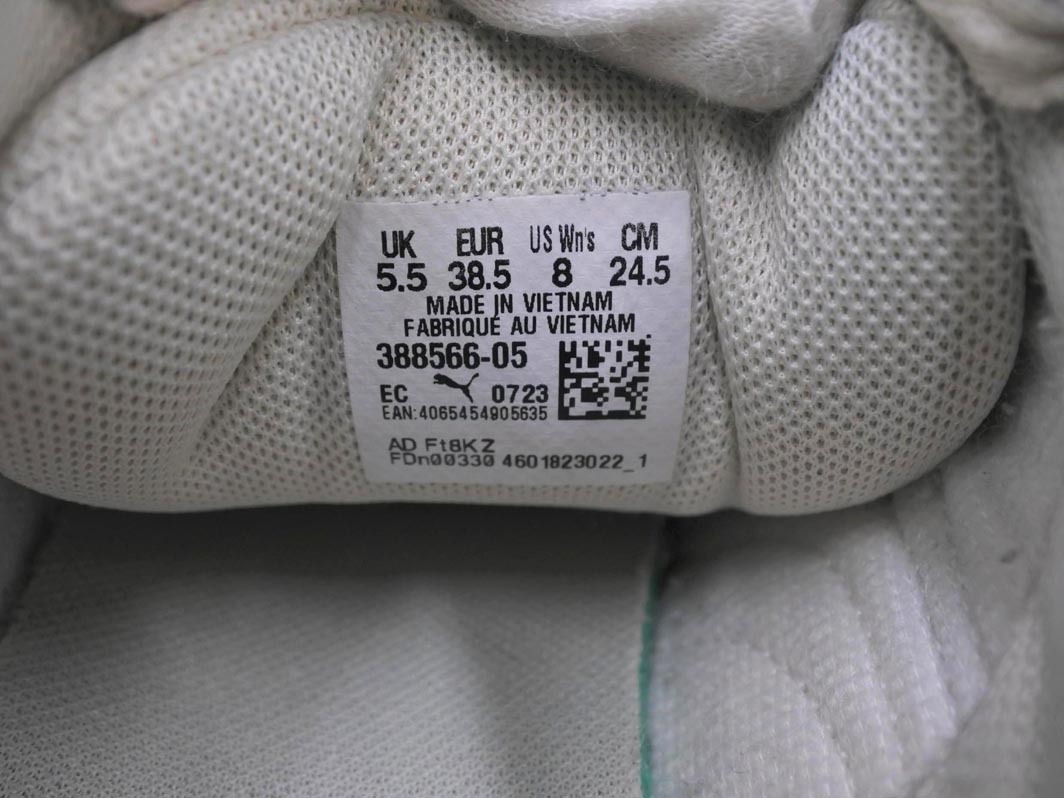 UK EUR US Wn's CM
5.5 38.5 8 24.5
MADE IN VIETNAM
FABRIQUÉ AU VIETNAM
388566-05
EC 0723
EAN:4065454905635
AD Ft8KZ
FDn00330 4601823022_1